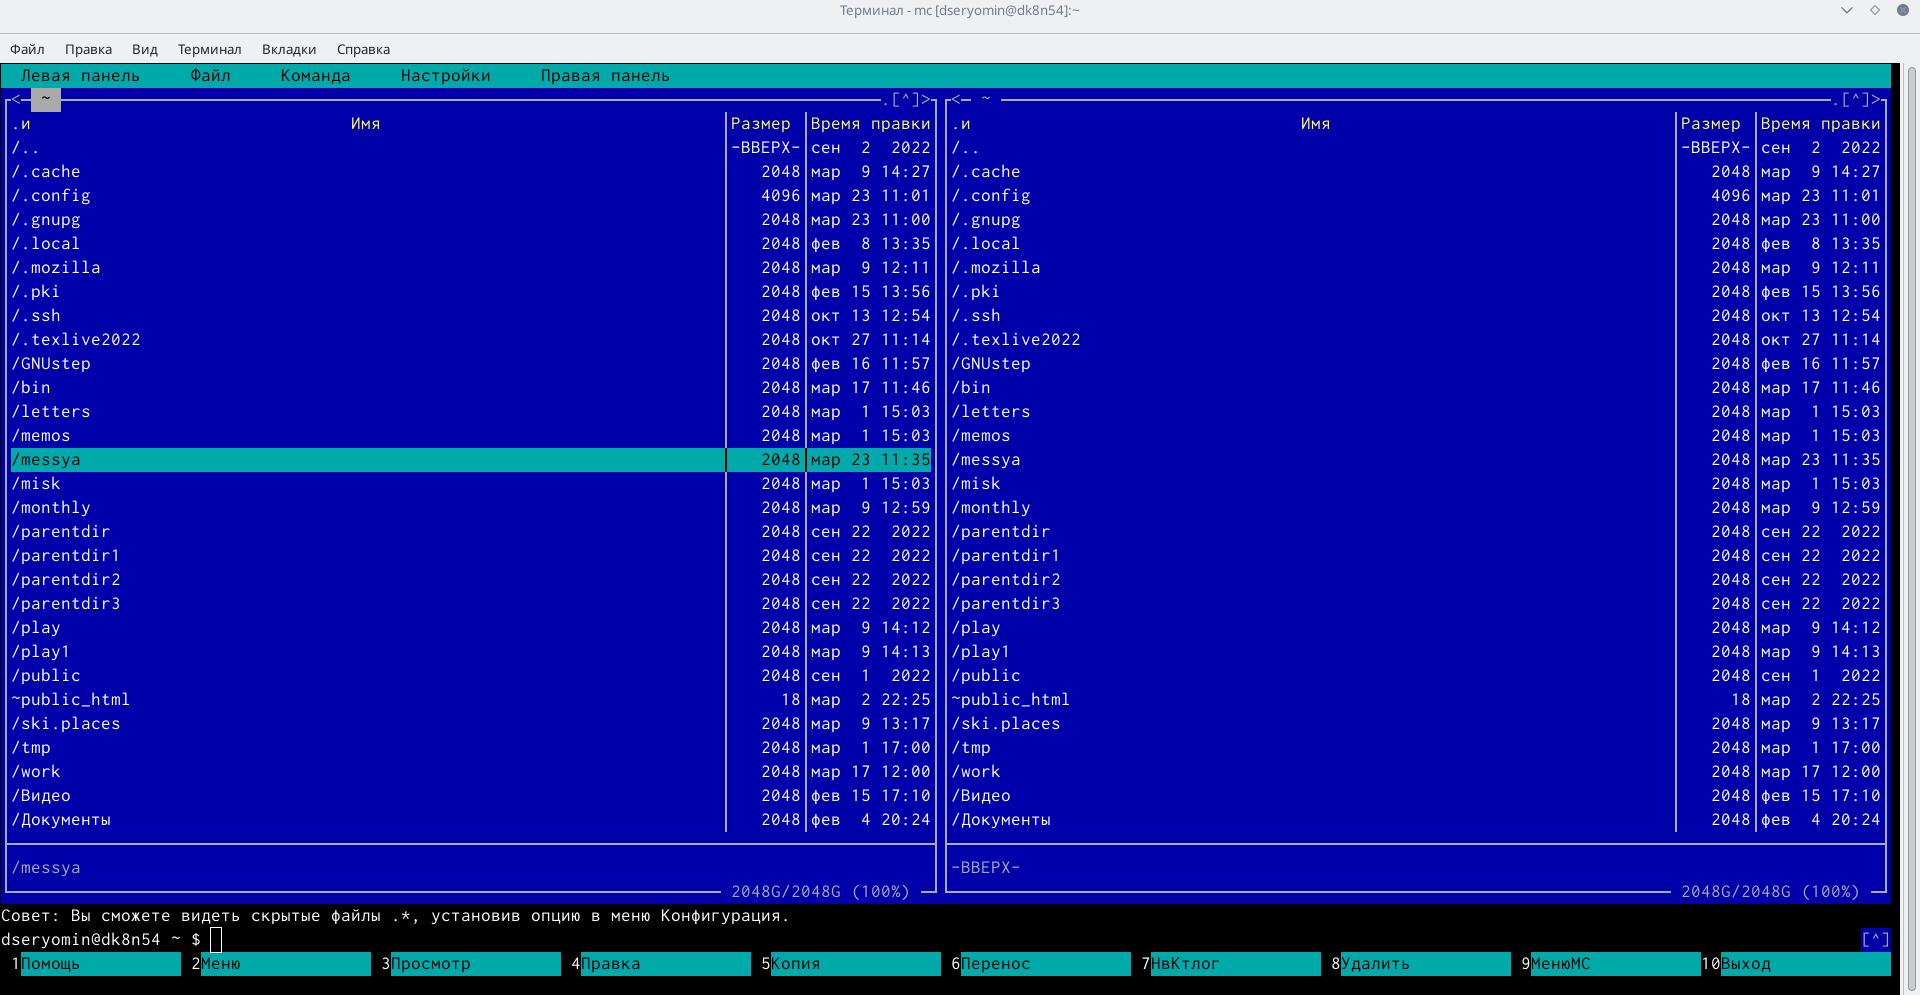 Терминал - mc [dseryomin@dk8n54]:~
Файл Правка Вид Терминал Вкладки Справка
Левая панель Файл Команда Настройки Правая панель
<- ~ .[^]> <- ~ .[^]>
.и Имя Размер Время правки .и Имя Размер Время правки
/.. -ВВЕРХ- сен 2 2022 /.. -ВВЕРХ- сен 2 2022
/.cache 2048 мар 9 14:27 /.cache 2048 мар 9 14:27
/.config 4096 мар 23 11:01 /.config 4096 мар 23 11:01
/.gnupg 2048 мар 23 11:00 /.gnupg 2048 мар 23 11:00
/.local 2048 фев 8 13:35 /.local 2048 фев 8 13:35
/.mozilla 2048 мар 9 12:11 /.mozilla 2048 мар 9 12:11
/.pki 2048 фев 15 13:56 /.pki 2048 фев 15 13:56
/.ssh 2048 окт 13 12:54 /.ssh 2048 окт 13 12:54
/.texlive2022 2048 окт 27 11:14 /.texlive2022 2048 окт 27 11:14
/GNUstep 2048 фев 16 11:57 /GNUstep 2048 фев 16 11:57
/bin 2048 мар 17 11:46 /bin 2048 мар 17 11:46
/letters 2048 мар 1 15:03 /letters 2048 мар 1 15:03
/memos 2048 мар 1 15:03 /memos 2048 мар 1 15:03
/messya 2048 мар 23 11:35 /messya 2048 мар 23 11:35
/misk 2048 мар 1 15:03 /misk 2048 мар 1 15:03
/monthly 2048 мар 9 12:59 /monthly 2048 мар 9 12:59
/parentdir 2048 сен 22 2022 /parentdir 2048 сен 22 2022
/parentdir1 2048 сен 22 2022 /parentdir1 2048 сен 22 2022
/parentdir2 2048 сен 22 2022 /parentdir2 2048 сен 22 2022
/parentdir3 2048 сен 22 2022 /parentdir3 2048 сен 22 2022
/play 2048 мар 9 14:12 /play 2048 мар 9 14:12
/play1 2048 мар 9 14:13 /play1 2048 мар 9 14:13
/public 2048 сен 1 2022 /public 2048 сен 1 2022
~public_html 18 мар 2 22:25 ~public_html 18 мар 2 22:25
/ski.places 2048 мар 9 13:17 /ski.places 2048 мар 9 13:17
/tmp 2048 мар 1 17:00 /tmp 2048 мар 1 17:00
/work 2048 мар 17 12:00 /work 2048 мар 17 12:00
/Видео 2048 фев 15 17:10 /Видео 2048 фев 15 17:10
/Документы 2048 фев 4 20:24 /Документы 2048 фев 4 20:24
/messya -ВВЕРХ-
2048G/2048G (100%) 2048G/2048G (100%)
Совет: Вы сможете видеть скрытые файлы .*, установив опцию в меню Конфигурация.
dseryomin@dk8n54 ~ $ [^]
1Помощь 2Меню 3Просмотр 4Правка 5Копия 6Перенос 7НвКтлог 8Удалить 9МенюМС 10Выход